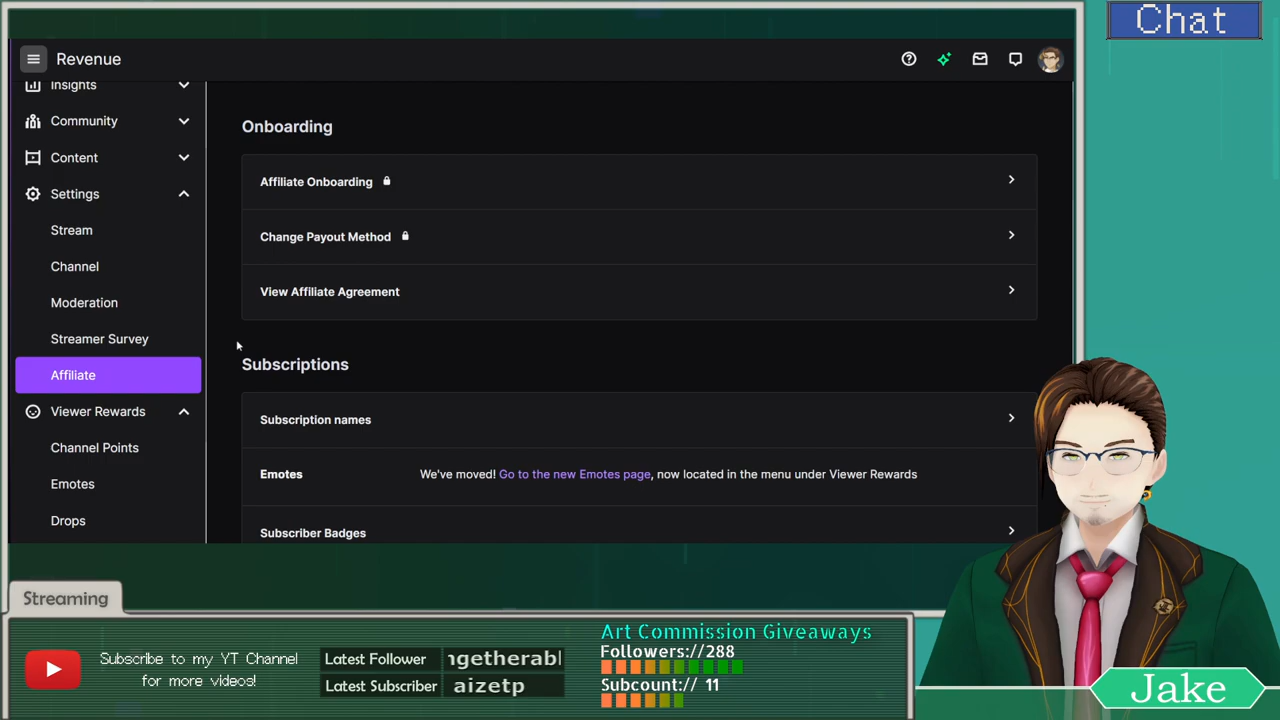 Chat
Revenue
Insights
Community
Content
Settings
Stream
Channel
Moderation
Streamer Survey
Affiliate
Viewer Rewards
Channel Points
Emotes
Drops
Onboarding
Affiliate Onboarding
Change Payout Method
View Affiliate Agreement
Subscriptions
Subscription names
Emotes We've moved! Go to the new Emotes page, now located in the menu under Viewer Rewards
Subscriber Badges
Streaming
Subscribe to my YT Channel
for more videos!
Latest Follower ngetherabl
Latest Subscriber aizetp
Art Commission Giveaways
Followers://288
Subcount:// 11
Jake